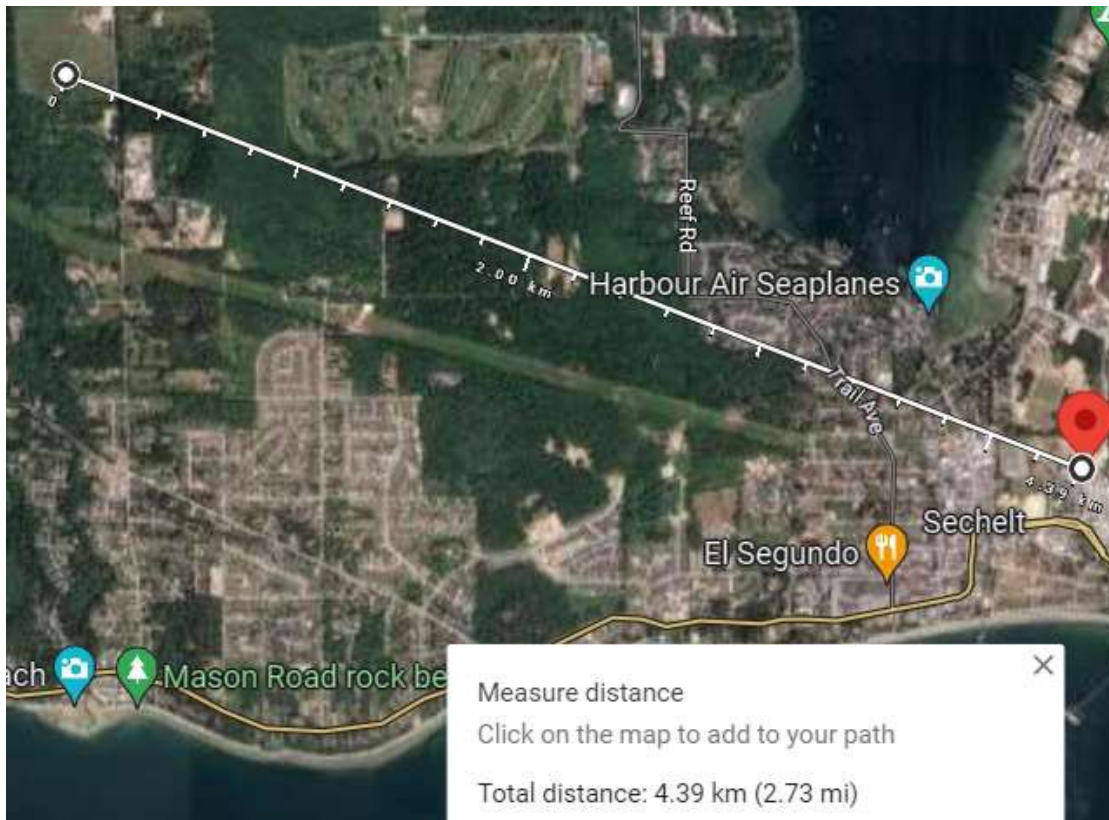 0
Reef Rd
2.00 km
Harbour Air Seaplanes
Trail Ave
4.39 km
Sechelt
El Segundo
ach
Mason Road rock be
Measure distance
Click on the map to add to your path
Total distance: 4.39 km (2.73 mi)